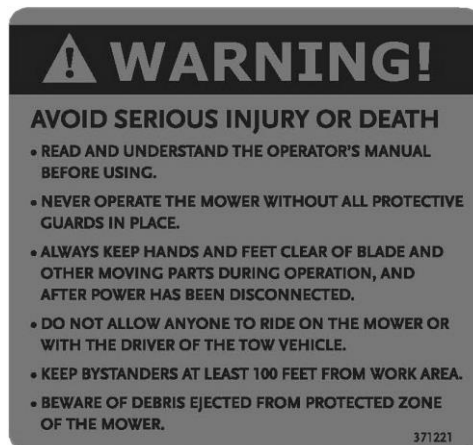 WARNING!
AVOID SERIOUS INJURY OR DEATH
• READ AND UNDERSTAND THE OPERATOR'S MANUAL
BEFORE USING.
• NEVER OPERATE THE MOWER WITHOUT ALL PROTECTIVE
GUARDS IN PLACE.
• ALWAYS KEEP HANDS AND FEET CLEAR OF BLADE AND
OTHER MOVING PARTS DURING OPERATION, AND
AFTER POWER HAS BEEN DISCONNECTED.
• DO NOT ALLOW ANYONE TO RIDE ON THE MOWER OR
WITH THE DRIVER OF THE TOW VEHICLE.
• KEEP BYSTANDERS AT LEAST 100 FEET FROM WORK AREA.
• BEWARE OF DEBRIS EJECTED FROM PROTECTED ZONE
OF THE MOWER.
371221